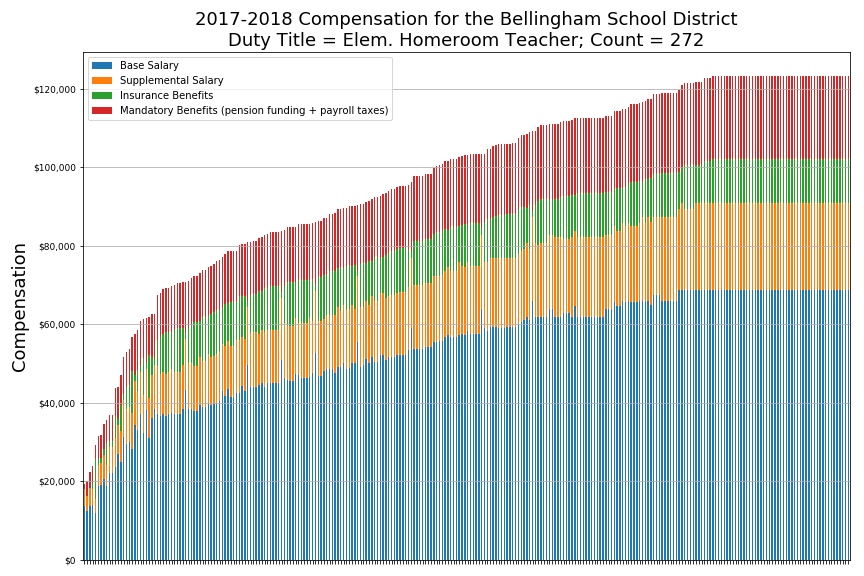 2017-2018 Compensation for the Bellingham School District
Duty Title = Elem. Homeroom Teacher; Count = 272
Base Salary
Supplemental Salary
Insurance Benefits
Mandatory Benefits (pension funding + payroll taxes)
$120,000
$100,000
$80,000
$60,000
$40,000
$20,000
$0
Compensation